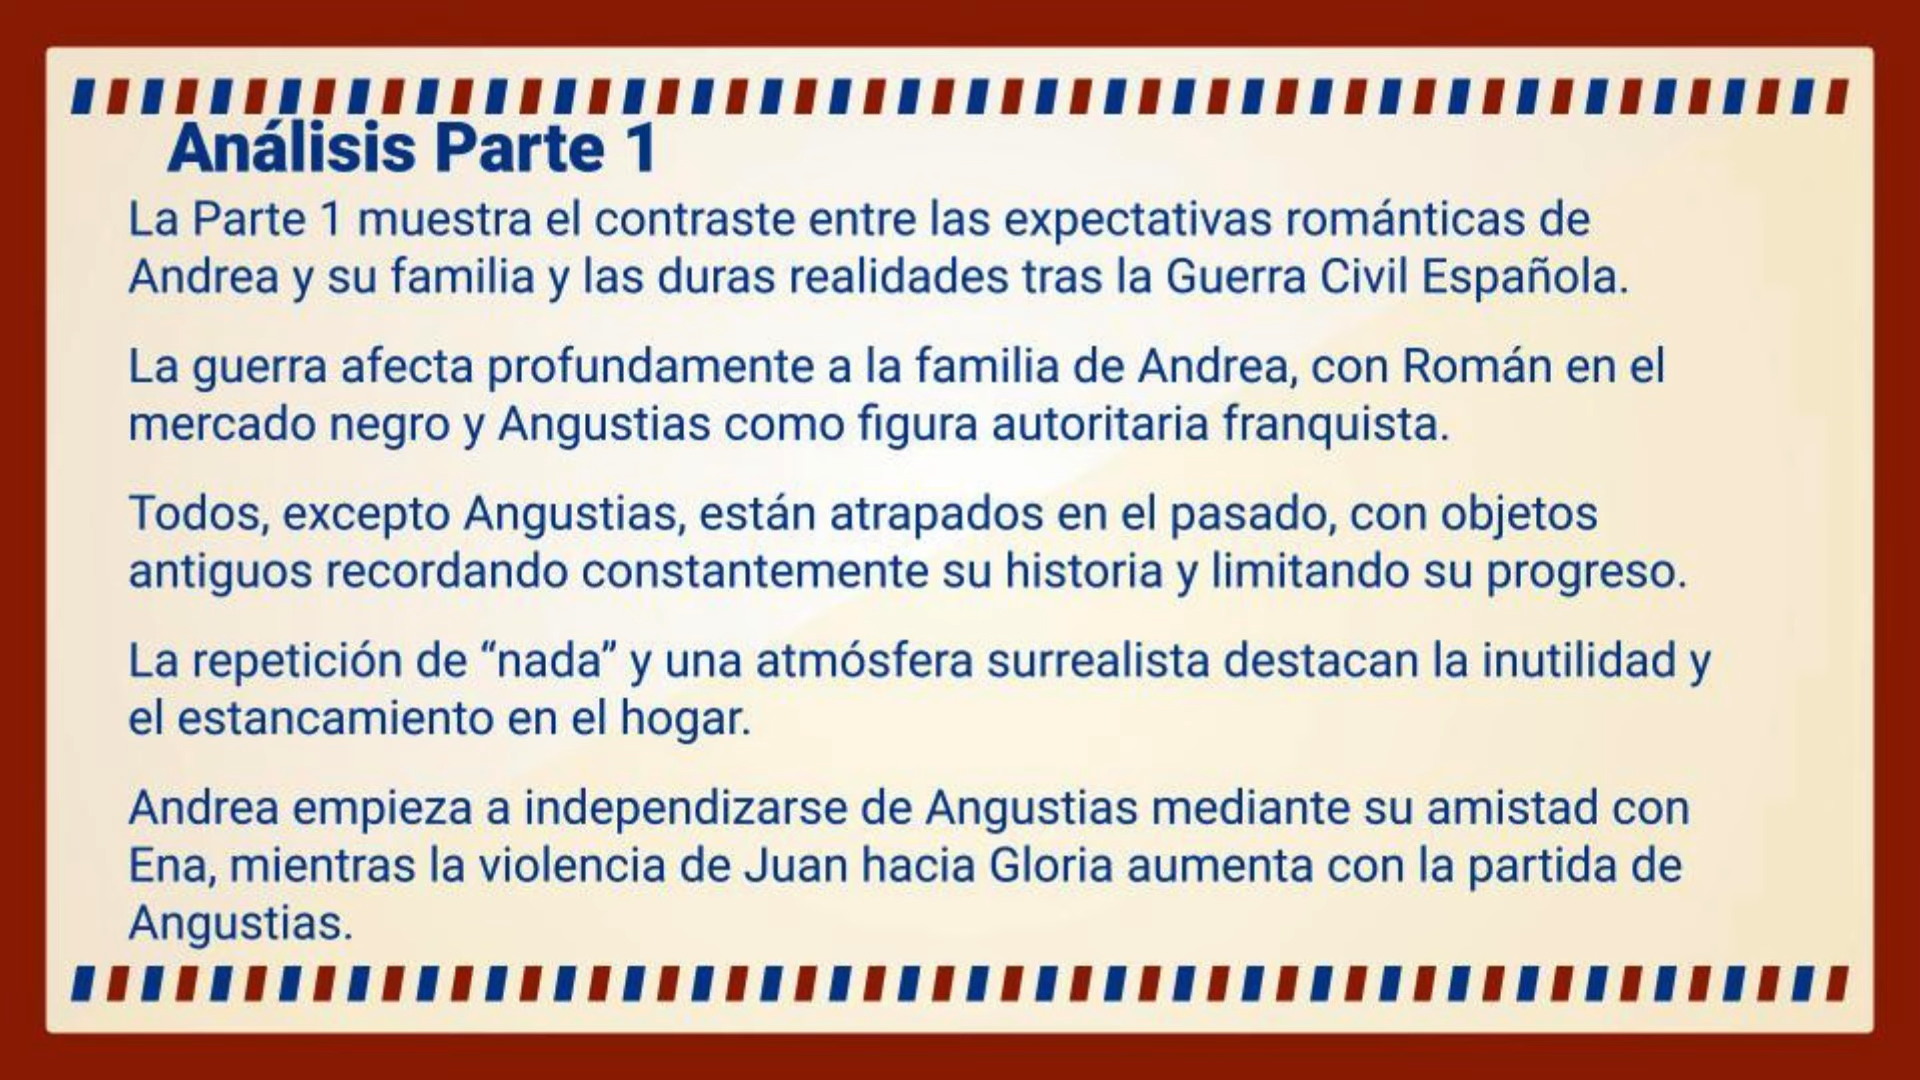 Análisis Parte 1
La Parte 1 muestra el contraste entre las expectativas románticas de
Andrea y su familia y las duras realidades tras la Guerra Civil Española.
La guerra afecta profundamente a la familia de Andrea, con Román en el
mercado negro y Angustias como figura autoritaria franquista.
Todos, excepto Angustias, están atrapados en el pasado, con objetos
antiguos recordando constantemente su historia y limitando su progreso.
La repetición de “nada” y una atmósfera surrealista destacan la inutilidad y
el estancamiento en el hogar.
Andrea empieza a independizarse de Angustias mediante su amistad con
Ena, mientras la violencia de Juan hacia Gloria aumenta con la partida de
Angustias.